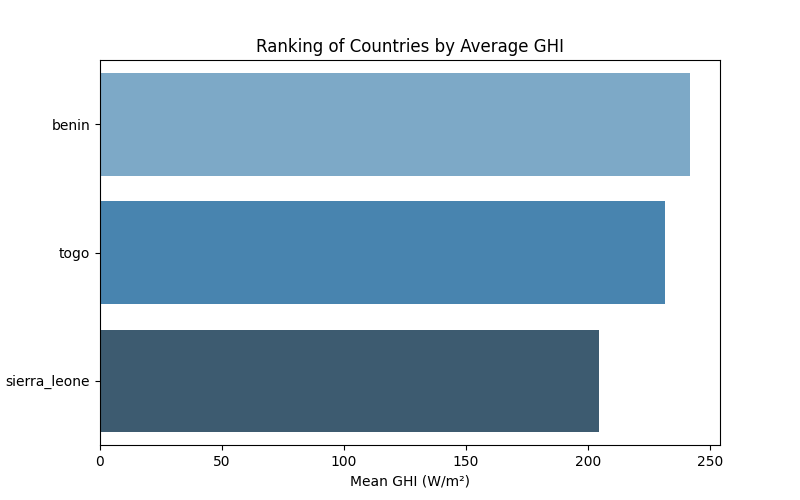 Ranking of Countries by Average GHI
benin
togo
sierra_leone
0 50 100 150 200 250
Mean GHI (W/m²)